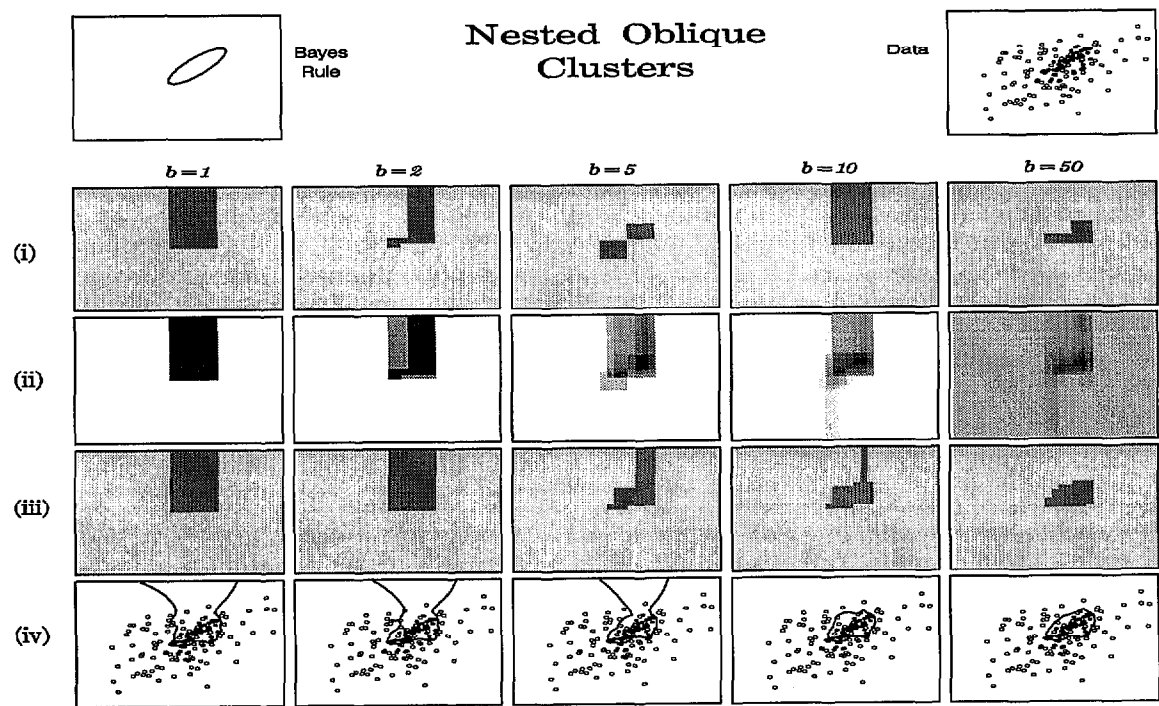 Bayes
Rule
Nested Oblique
Clusters
Data
b=1 b=2 b=5 b=10 b=50
(i)
(ii)
(iii)
(iv)